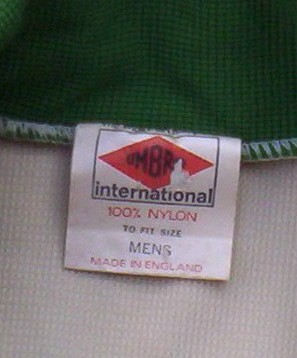 UMBRO
international
100% NYLON
TO FIT SIZE
MENS
MADE IN ENGLAND